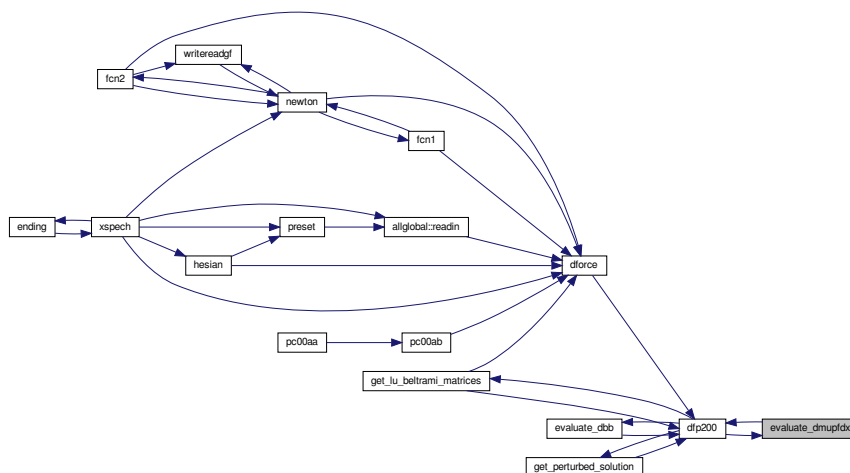 writereadgf
fcn2
newton
fcn1
ending
xspech
preset
allglobal::readin
hesian
dforce
pc00aa
pc00ab
get_lu_beltrami_matrices
evaluate_dbb
dfp200
evaluate_dmupfdx
get_perturbed_solution